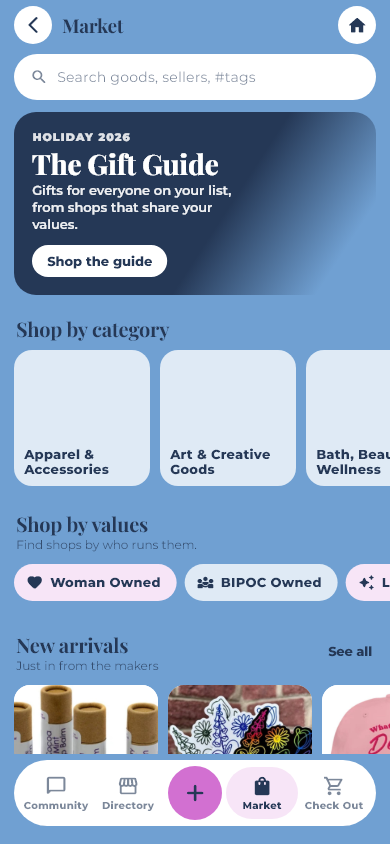 Market
Search goods, sellers, #tags
HOLIDAY 2026
The Gift Guide
Gifts for everyone on your list,
from shops that share your
values.
Shop the guide
Shop by category
Apparel &
Accessories
Art & Creative
Goods
Bath, Beau
Wellness
Shop by values
Find shops by who runs them.
Woman Owned
BIPOC Owned
L
New arrivals
Just in from the makers
See all
Community
Directory
Market
Check Out